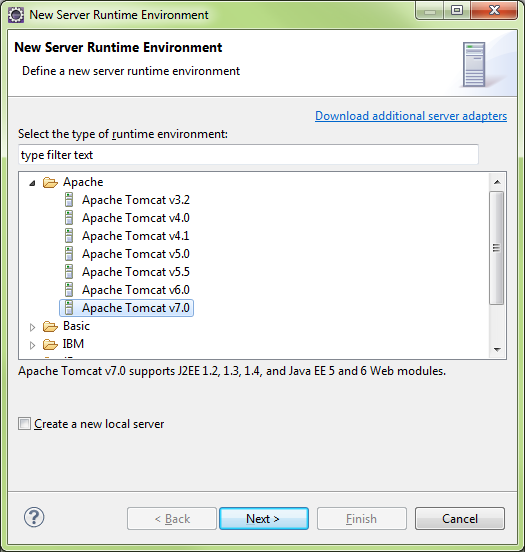 New Server Runtime Environment
New Server Runtime Environment
Define a new server runtime environment
Download additional server adapters
Select the type of runtime environment:
type filter text
Apache
Apache Tomcat v3.2
Apache Tomcat v4.0
Apache Tomcat v4.1
Apache Tomcat v5.0
Apache Tomcat v5.5
Apache Tomcat v6.0
Apache Tomcat v7.0
Basic
IBM
Apache Tomcat v7.0 supports J2EE 1.2, 1.3, 1.4, and Java EE 5 and 6 Web modules.
Create a new local server
? < Back Next > Finish Cancel